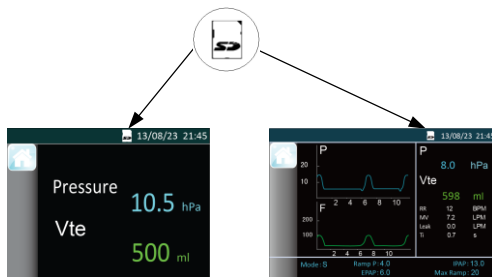 SD
13/08/23 21:45
Pressure
10.5 hPa
Vte
500 ml
13/08/23 21:45
P
20
10
2 4 6 8 10
F
200
100
2 4 6 8 10
P
8.0 hPa
Vte
598 ml
RR 12 BPM
MV 7.2 LPM
Leak 0.0 LPM
Ti 0.7 s
Mode: S Ramp P: 4.0 IPAP: 13.0
EPAP: 6.0 Max Ramp: 20